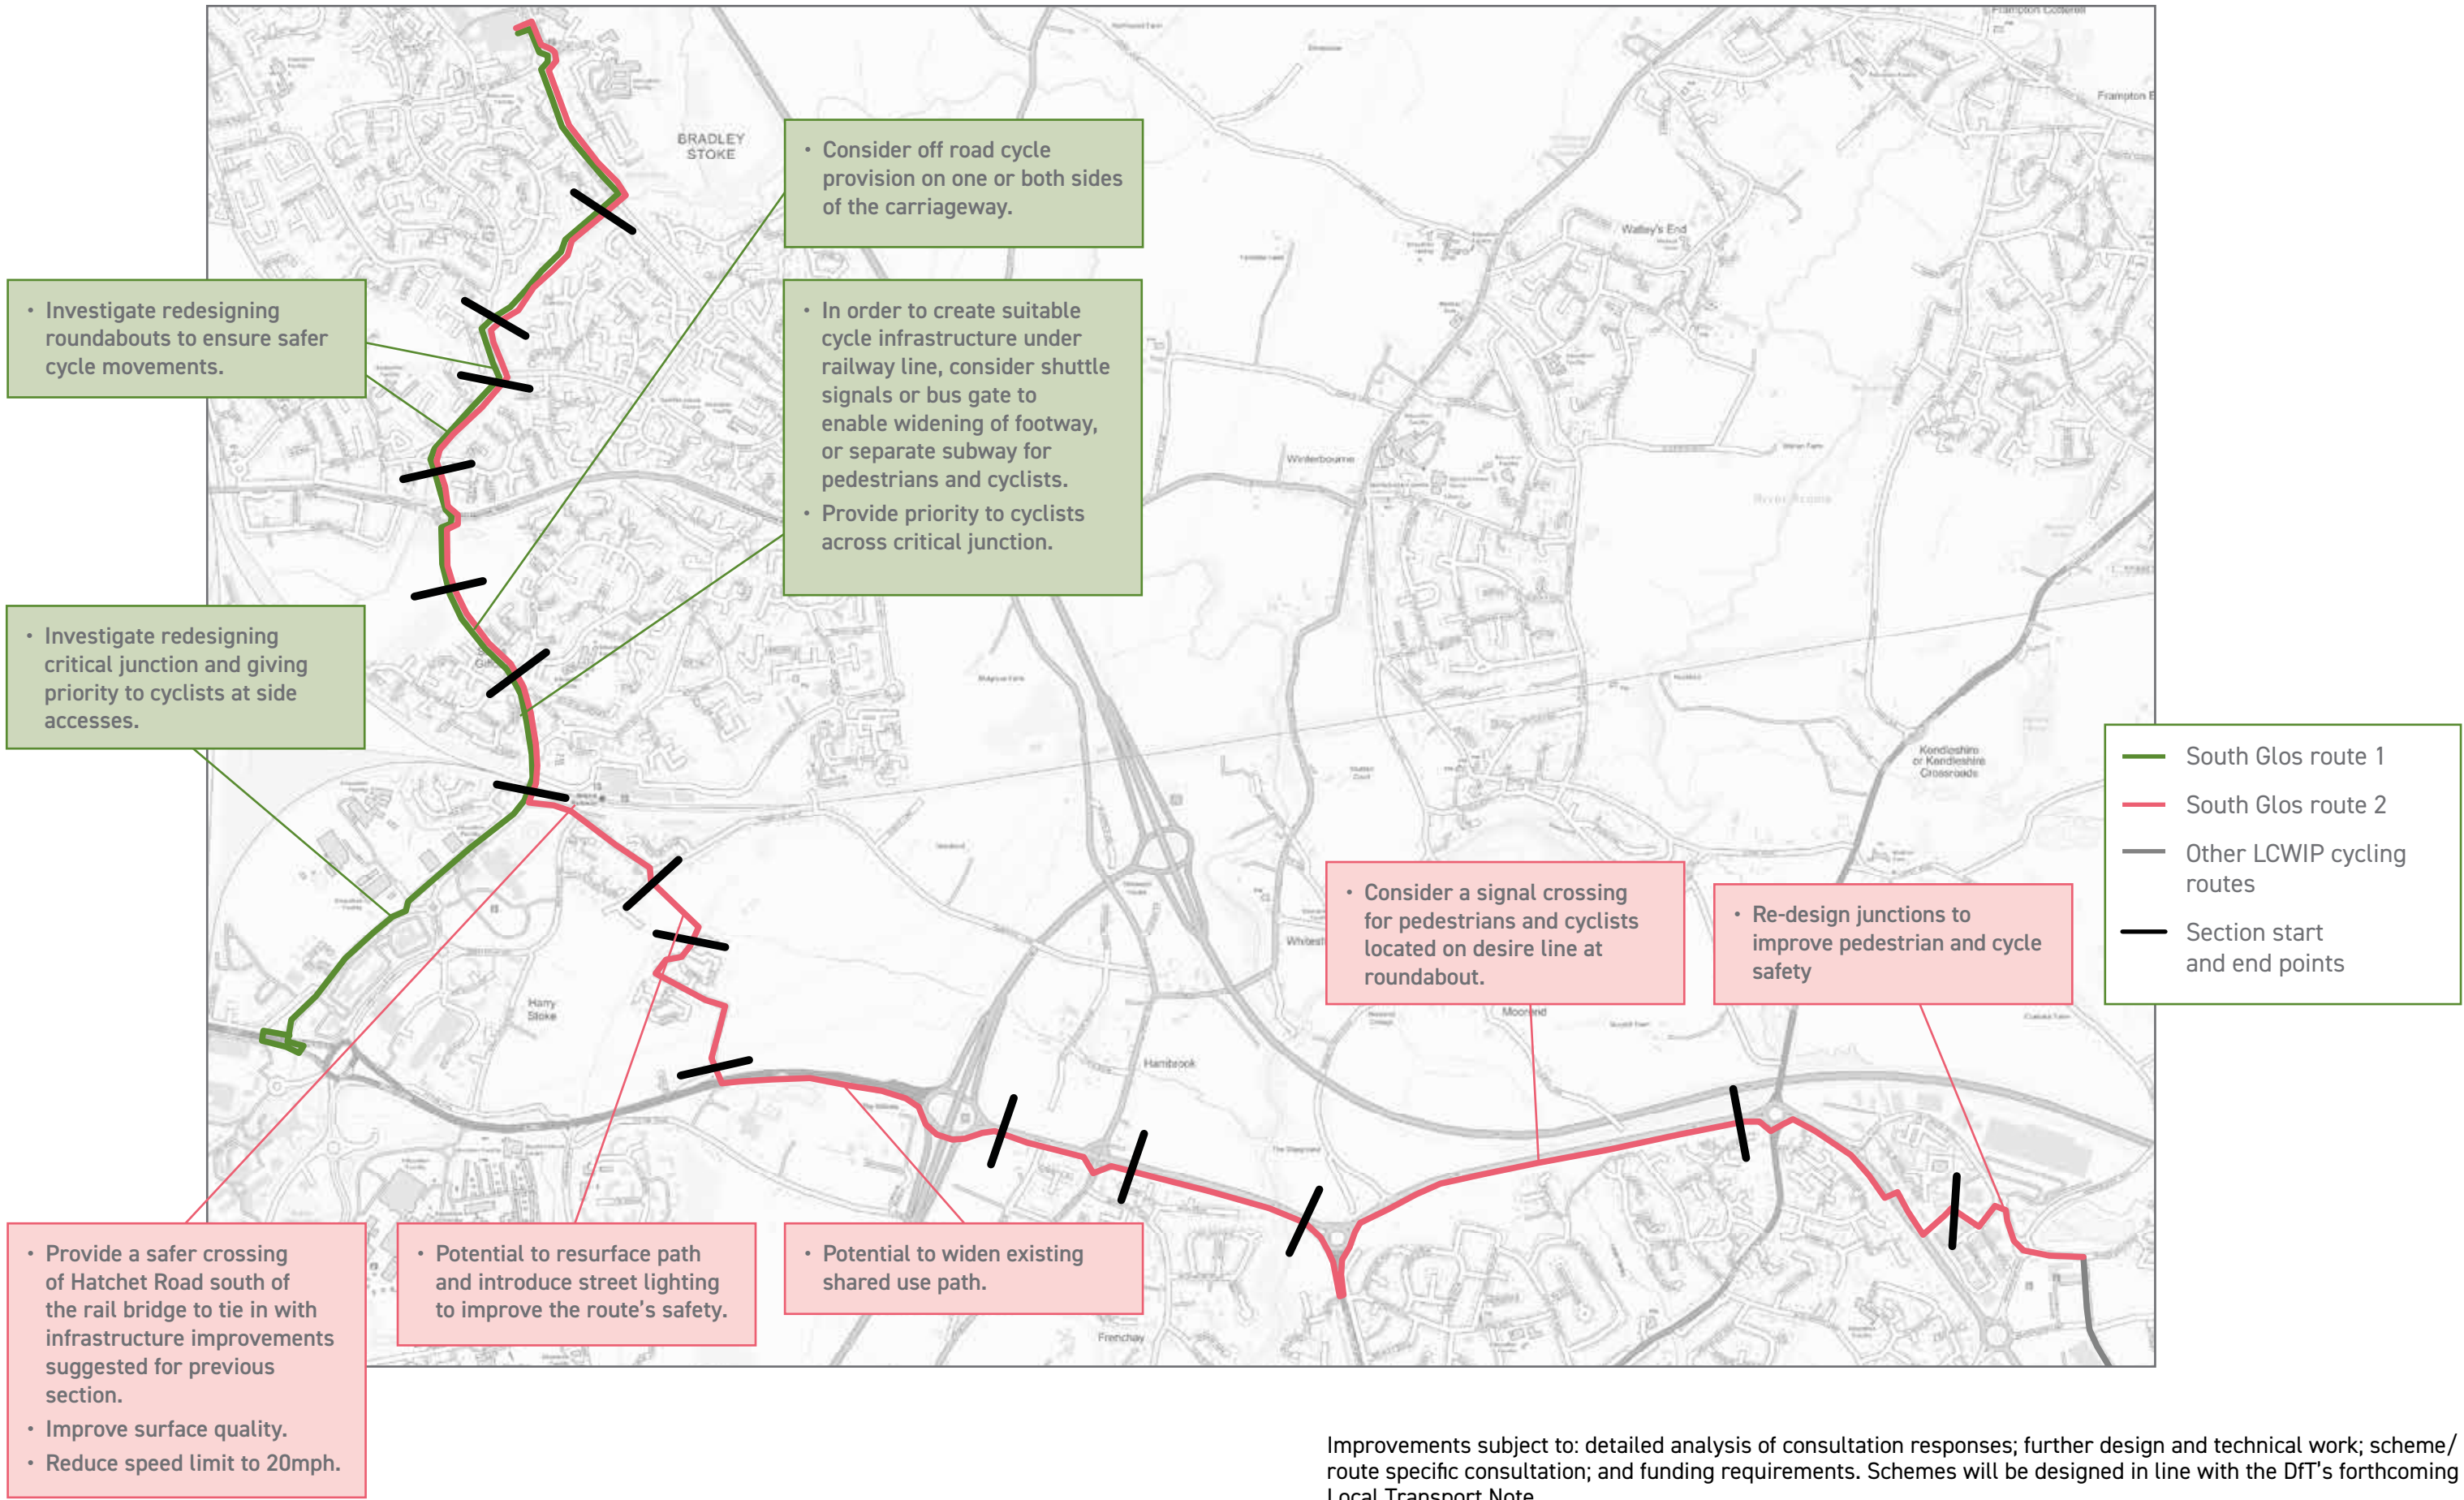 Frampton Cotterell
Frampton E
BRADLEY
STOKE
• Consider off road cycle
provision on one or both sides
of the carriageway.
Watley's End
• Investigate redesigning
roundabouts to ensure safer
cycle movements.
• In order to create suitable
cycle infrastructure under
railway line, consider shuttle
signals or bus gate to
enable widening of footway,
or separate subway for
pedestrians and cyclists.
• Provide priority to cyclists
across critical junction.
Winterbourne
River Frome
• Investigate redesigning
critical junction and giving
priority to cyclists at side
accesses.
Kendleshire
or Kendleshire
Crossroads
South Glos route 1
South Glos route 2
Other LCWIP cycling
routes
Section start
and end points
• Consider a signal crossing
for pedestrians and cyclists
located on desire line at
roundabout.
• Re-design junctions to
improve pedestrian and cycle
safety
Harry
Stoke
Moorend
Hambrook
• Provide a safer crossing
of Hatchet Road south of
the rail bridge to tie in with
infrastructure improvements
suggested for previous
section.
• Improve surface quality.
• Reduce speed limit to 20mph.
• Potential to resurface path
and introduce street lighting
to improve the route's safety.
• Potential to widen existing
shared use path.
Frenchay
Improvements subject to: detailed analysis of consultation responses; further design and technical work; scheme/
route specific consultation; and funding requirements. Schemes will be designed in line with the DfT's forthcoming
Local Transport Note